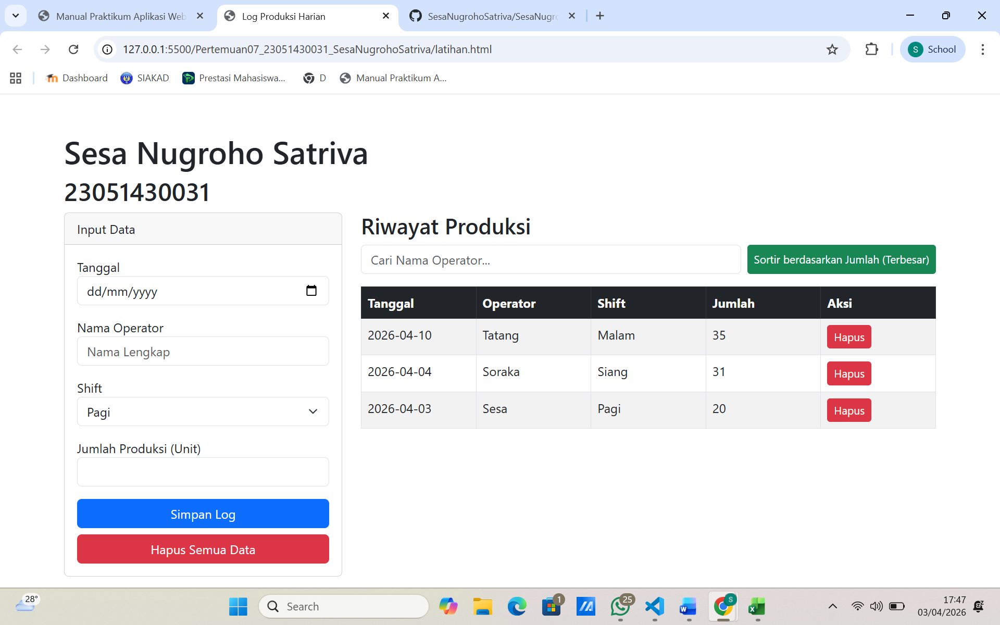 Manual Praktikum Aplikasi Web
Log Produksi Harian
SesaNugrohoSatriva/SesaNugro
127.0.0.1:5500/Pertemuan07_23051430031_SesaNugrohoSatriva/latihan.html
S School
Dashboard
SIAKAD
Prestasi Mahasiswa...
D
Manual Praktikum A...
Sesa Nugroho Satriva
23051430031
Input Data
Tanggal
dd/mm/yyyy
Nama Operator
Nama Lengkap
Shift
Pagi
Jumlah Produksi (Unit)
Simpan Log
Hapus Semua Data
Riwayat Produksi
Cari Nama Operator...
Sortir berdasarkan Jumlah (Terbesar)
Tanggal Operator Shift Jumlah Aksi
2026-04-10 Tatang Malam 35 Hapus
2026-04-04 Soraka Siang 31 Hapus
2026-04-03 Sesa Pagi 20 Hapus
28°
Search
1
25
S
17:47
03/04/2026